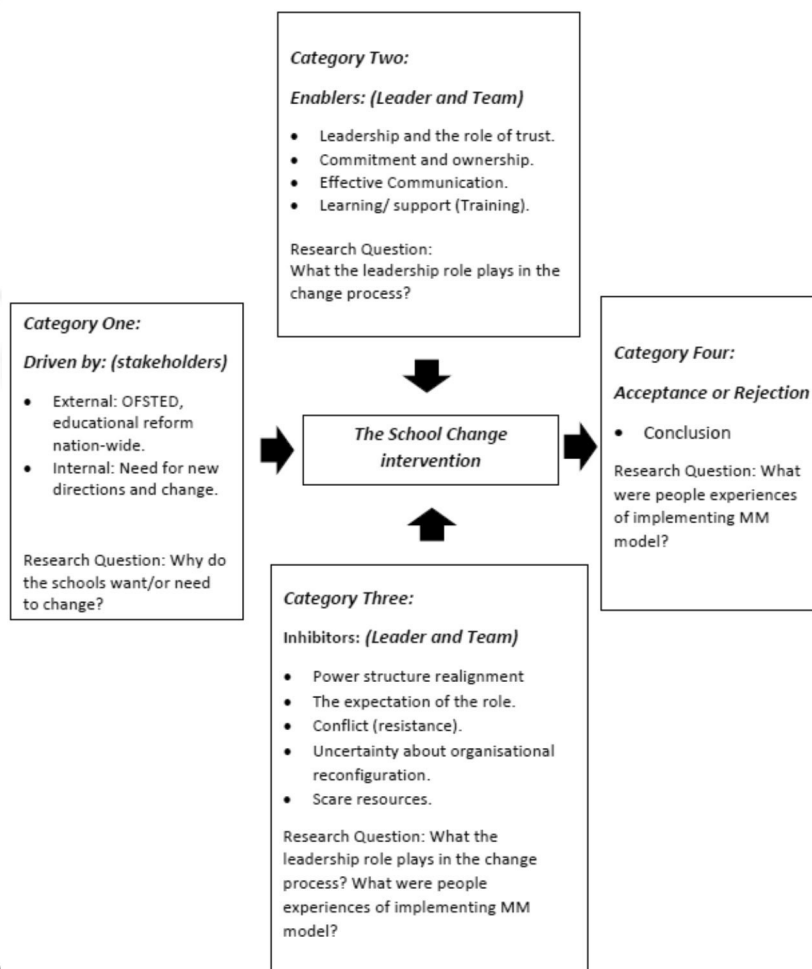 Category Two:
Enablers: (Leader and Team)
• Leadership and the role of trust.
• Commitment and ownership.
• Effective Communication.
• Learning/ support (Training).
Research Question:
What the leadership role plays in the
change process?
Category One:
Driven by: (stakeholders)
• External: OFSTED,
educational reform
nation-wide.
• Internal: Need for new
directions and change.
Research Question: Why do
the schools want/or need
to change?
The School Change
intervention
Category Four:
Acceptance or Rejection
• Conclusion
Research Question: What
were people experiences
of implementing MM
model?
Category Three:
Inhibitors: (Leader and Team)
• Power structure realignment
• The expectation of the role.
• Conflict (resistance).
• Uncertainty about organisational
reconfiguration.
• Scare resources.
Research Question: What the
leadership role plays in the change
process? What were people
experiences of implementing MM
model?